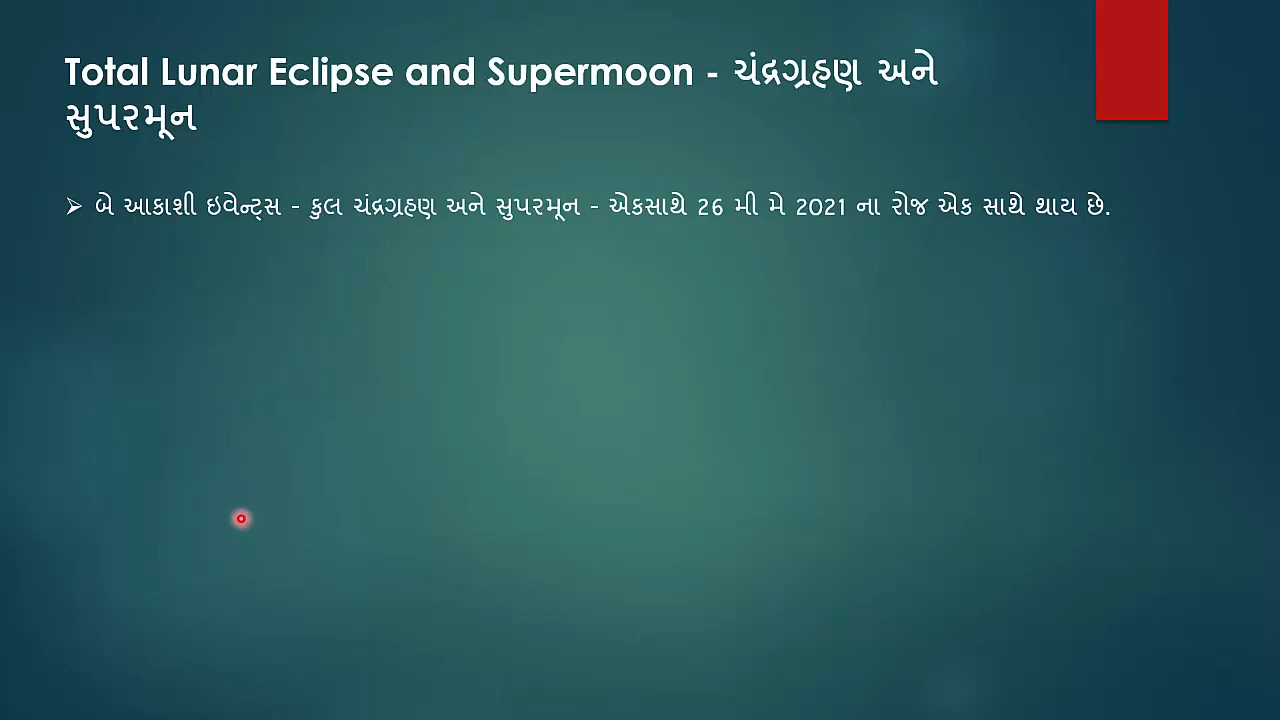 Total Lunar Eclipse and Supermoon - ચંદ્રગ્રહણ અને
સુપરમૂન
➢ બે આકાશી ઇવેન્ટ્સ - કુલ ચંદ્રગ્રહણ અને સુપરમૂન - એકસાથે 26 મી મે 2021 ના રોજ એક સાથે થાય છે.